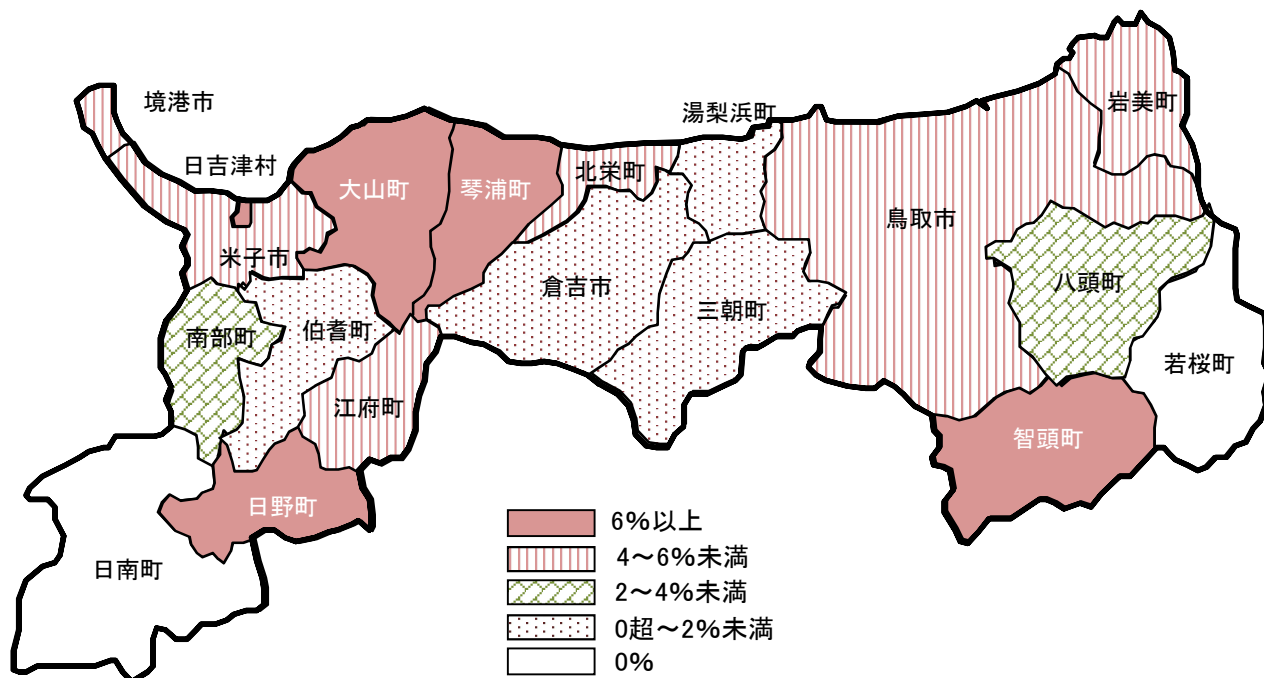 境港市
岩美町
湯梨浜町
日吉津村
北栄町
大山町
琴浦町
鳥取市
米子市
倉吉市
八頭町
三朝町
南部町
伯耆町
若桜町
江府町
智頭町
日野町
日南町
6%以上
4～6%未満
2～4%未満
0超～2%未満
0%